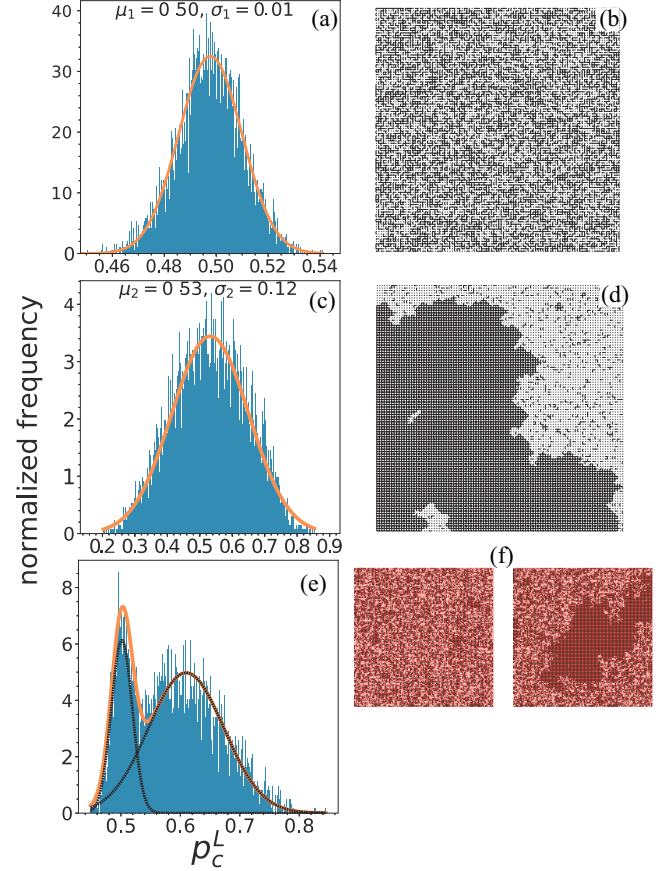 μ₁ = 0 50, σ₁ = 0.01
(a)
(b)
40
30
20
10
0
0.46 0.48 0.50 0.52 0.54
μ₂ = 0 53, σ₂ = 0.12
(c)
(d)
4
3
2
1
0
0.2 0.3 0.4 0.5 0.6 0.7 0.8 0.9
(e)
(f)
8
6
4
2
0
0.5 0.6 0.7 0.8
normalized frequency
p_c^L